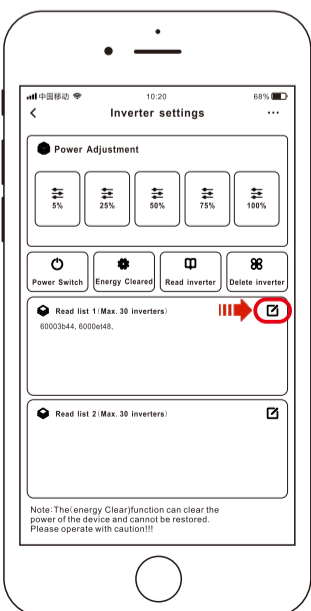 中国移动 10:20 68%
Inverter settings
Power Adjustment
5% 25% 50% 75% 100%
Power Switch Energy Cleared Read inverter Delete inverter
Read list 1(Max. 30 inverters)
60003b44, 6000et48,
Read list 2(Max. 30 inverters)
Note:The(energy Clear)function can clear the
power of the device and cannot be restored.
Please operate with caution!!!